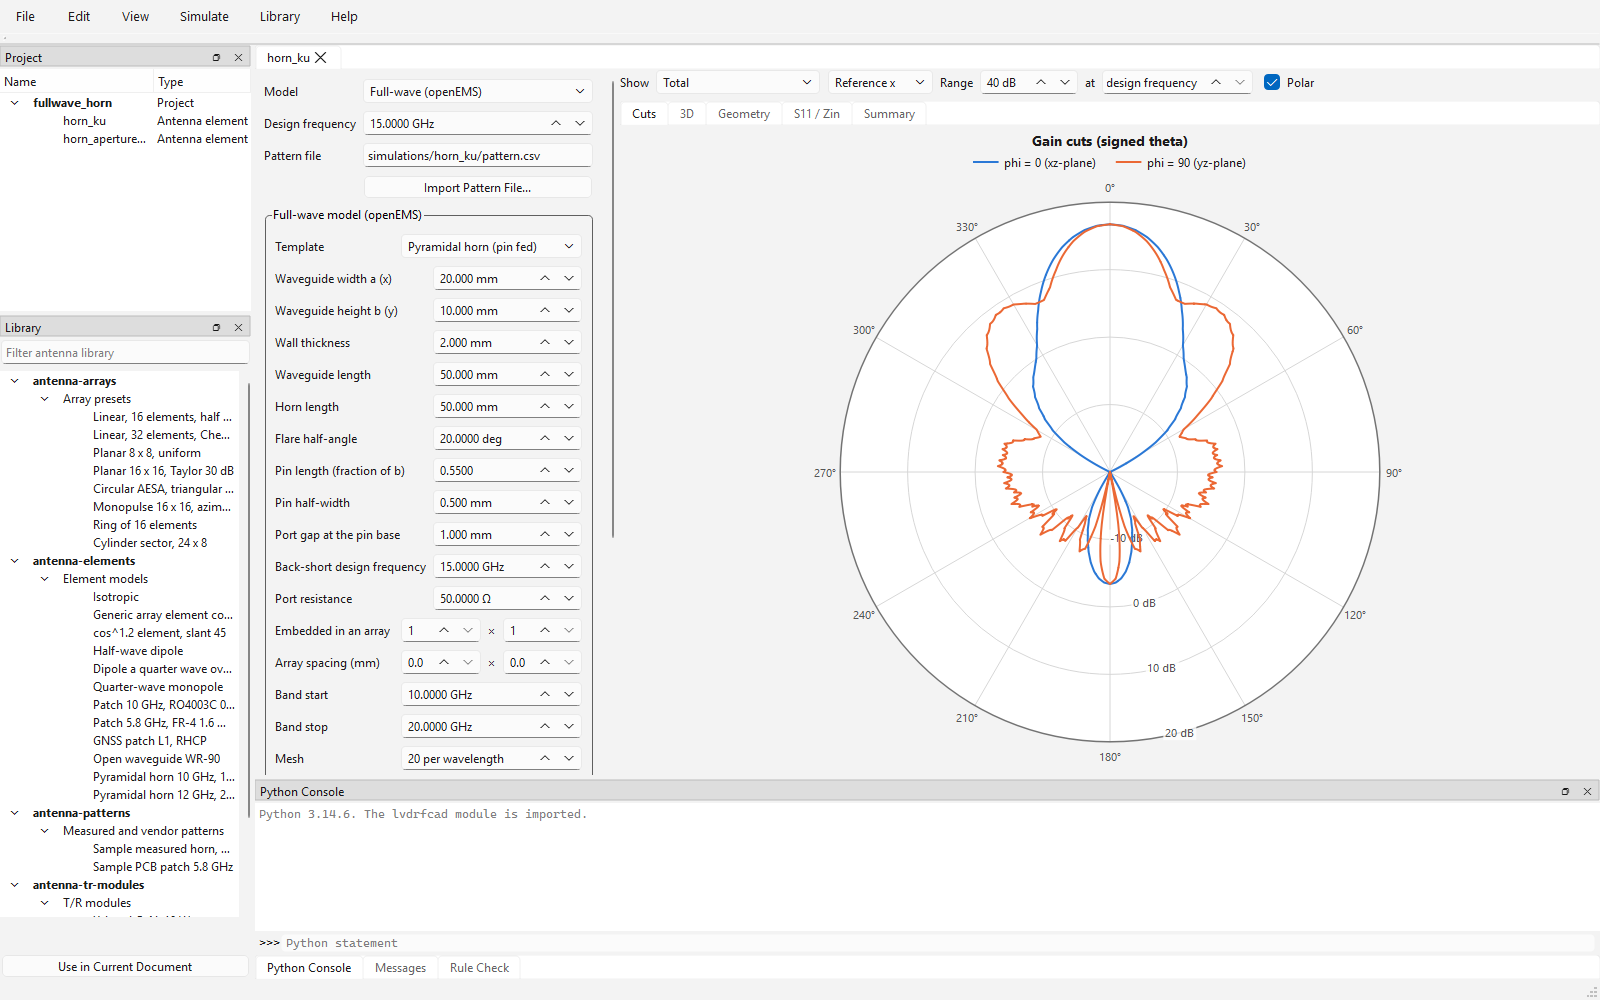 File Edit View Simulate Library Help
Project
Name Type
fullwave_horn Project
horn_ku Antenna element
horn_aperture... Antenna element
Library
Filter antenna library
antenna-arrays
Array presets
Linear, 16 elements, half ...
Linear, 32 elements, Che...
Planar 8 x 8, uniform
Planar 16 x 16, Taylor 30 dB
Circular AESA, triangular ...
Monopulse 16 x 16, azim...
Ring of 16 elements
Cylinder sector, 24 x 8
antenna-elements
Element models
Isotropic
Generic array element co...
cos^1.2 element, slant 45
Half-wave dipole
Dipole a quarter wave ov...
Quarter-wave monopole
Patch 10 GHz, RO4003C 0...
Patch 5.8 GHz, FR-4 1.6 ...
GNSS patch L1, RHCP
Open waveguide WR-90
Pyramidal horn 10 GHz, 1...
Pyramidal horn 12 GHz, 2...
antenna-patterns
Measured and vendor patterns
Sample measured horn, ...
Sample PCB patch 5.8 GHz
antenna-tr-modules
T/R modules
Use in Current Document
horn_ku
Model Full-wave (openEMS)
Design frequency 15.0000 GHz
Pattern file simulations/horn_ku/pattern.csv
Import Pattern File...
Full-wave model (openEMS)
Template Pyramidal horn (pin fed)
Waveguide width a (x) 20.000 mm
Waveguide height b (y) 10.000 mm
Wall thickness 2.000 mm
Waveguide length 50.000 mm
Horn length 50.000 mm
Flare half-angle 20.0000 deg
Pin length (fraction of b) 0.5500
Pin half-width 0.500 mm
Port gap at the pin base 1.000 mm
Back-short design frequency 15.0000 GHz
Port resistance 50.0000 Ω
Embedded in an array 1 × 1
Array spacing (mm) 0.0 × 0.0
Band start 10.0000 GHz
Band stop 20.0000 GHz
Mesh 20 per wavelength
Show Total Reference x Range 40 dB at design frequency Polar
Cuts 3D Geometry S11 / Zin Summary
Gain cuts (signed theta)
phi = 0 (xz-plane) phi = 90 (yz-plane)
0°
330° 30°
300° 60°
270° 90°
-10 dB
0 dB
240° 120°
10 dB
210° 150°
20 dB
180°
Python Console
Python 3.14.6. The lvdrfcad module is imported.
>>> Python statement
Python Console Messages Rule Check